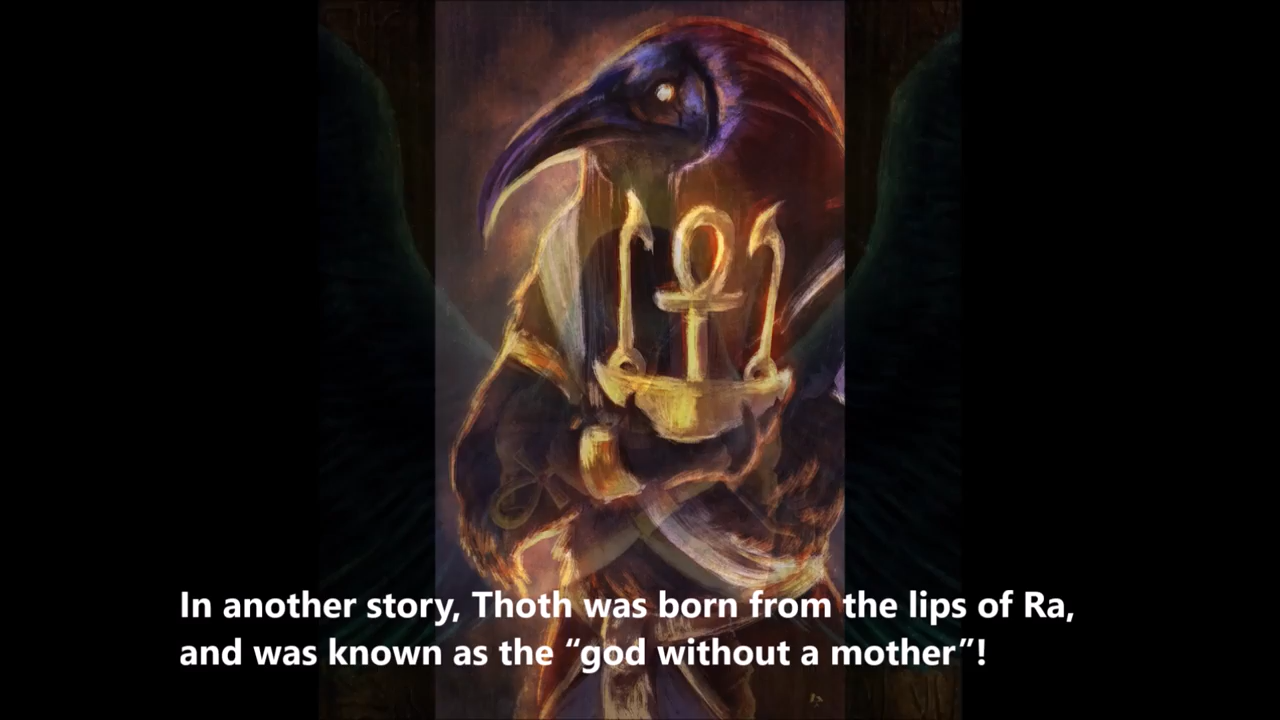 In another story, Thoth was born from the lips of Ra,
and was known as the “god without a mother”!